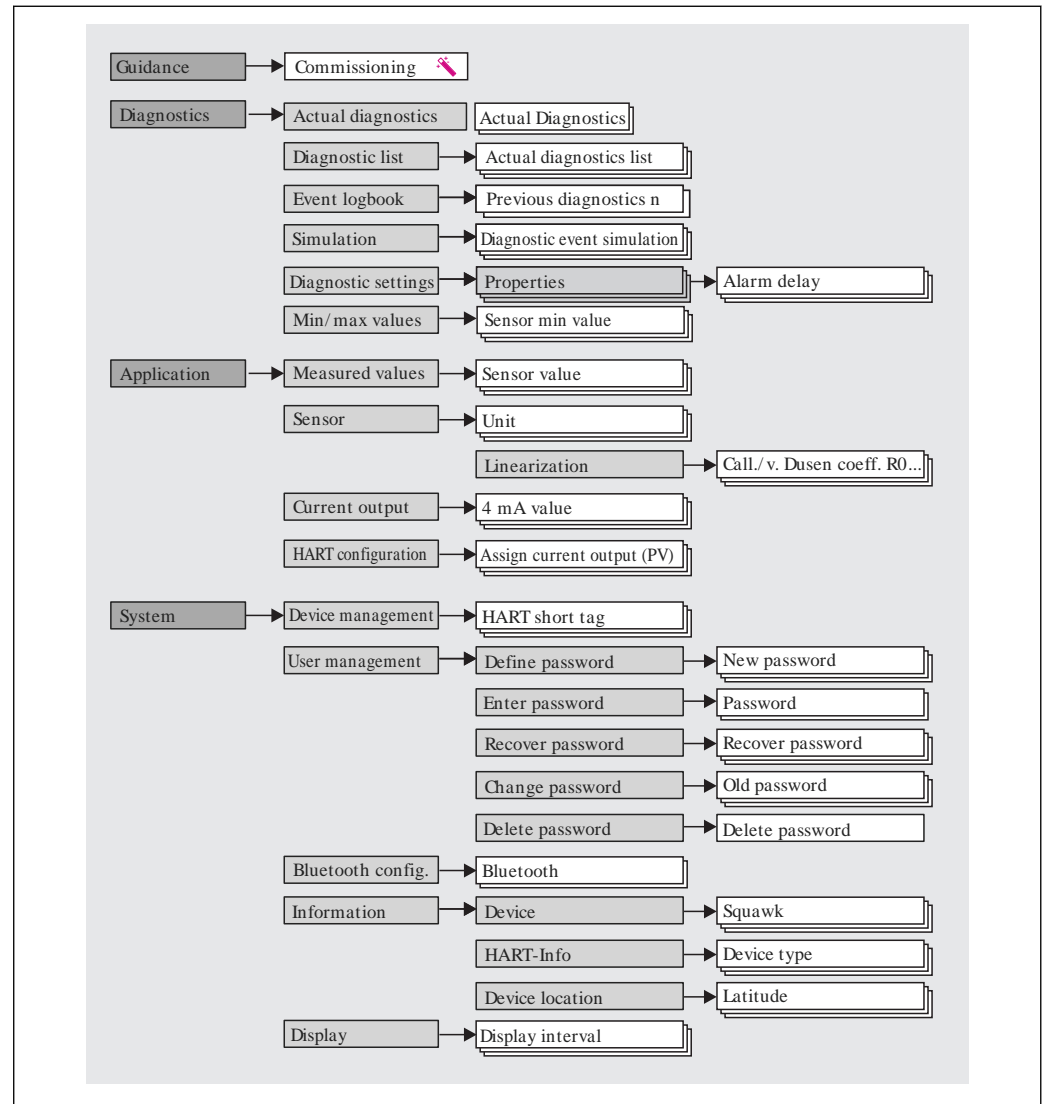 Guidance Commissioning
Diagnostics Actual diagnostics Actual Diagnostics
Diagnostic list Actual diagnostics list
Event logbook Previous diagnostics n
Simulation Diagnostic event simulation
Diagnostic settings Properties Alarm delay
Min/max values Sensor min value
Application Measured values Sensor value
Sensor Unit
Linearization Call./v. Dusen coeff. R0...
Current output 4 mA value
HART configuration Assign current output (PV)
System Device management HART short tag
User management Define password New password
Enter password Password
Recover password Recover password
Change password Old password
Delete password Delete password
Bluetooth config. Bluetooth
Information Device Squawk
HART-Info Device type
Device location Latitude
Display Display interval